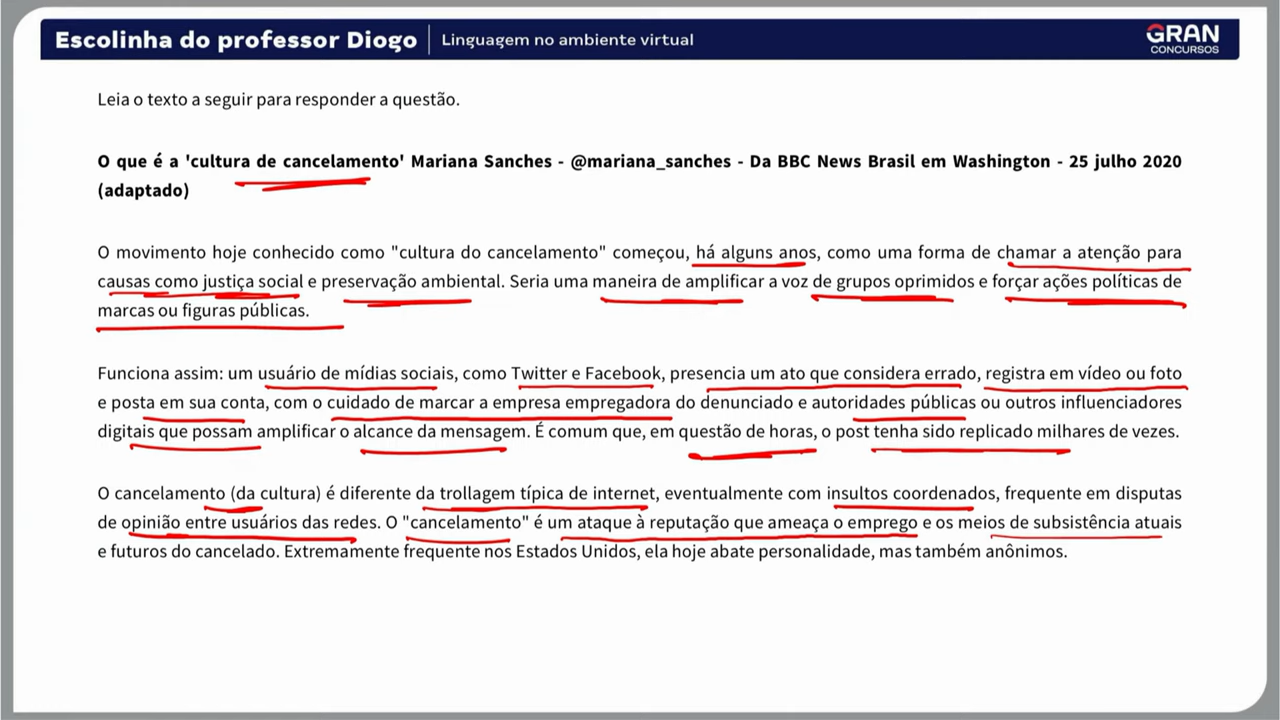 Escolinha do professor Diogo
Linguagem no ambiente virtual
GRAN
CONCURSOS
Leia o texto a seguir para responder a questão.
O que é a 'cultura de cancelamento' Mariana Sanches - @mariana_sanches - Da BBC News Brasil em Washington - 25 julho 2020
(adaptado)
O movimento hoje conhecido como "cultura do cancelamento" começou, há alguns anos, como uma forma de chamar a atenção para
causas como justiça social e preservação ambiental. Seria uma maneira de amplificar a voz de grupos oprimidos e forçar ações políticas de
marcas ou figuras públicas.
Funciona assim: um usuário de mídias sociais, como Twitter e Facebook, presencia um ato que considera errado, registra em vídeo ou foto
e posta em sua conta, com o cuidado de marcar a empresa empregadora do denunciado e autoridades públicas ou outros influenciadores
digitais que possam amplificar o alcance da mensagem. É comum que, em questão de horas, o post tenha sido replicado milhares de vezes.
O cancelamento (da cultura) é diferente da trollagem típica de internet, eventualmente com insultos coordenados, frequente em disputas
de opinião entre usuários das redes. O "cancelamento" é um ataque à reputação que ameaça o emprego e os meios de subsistência atuais
e futuros do cancelado. Extremamente frequente nos Estados Unidos, ela hoje abate personalidade, mas também anônimos.